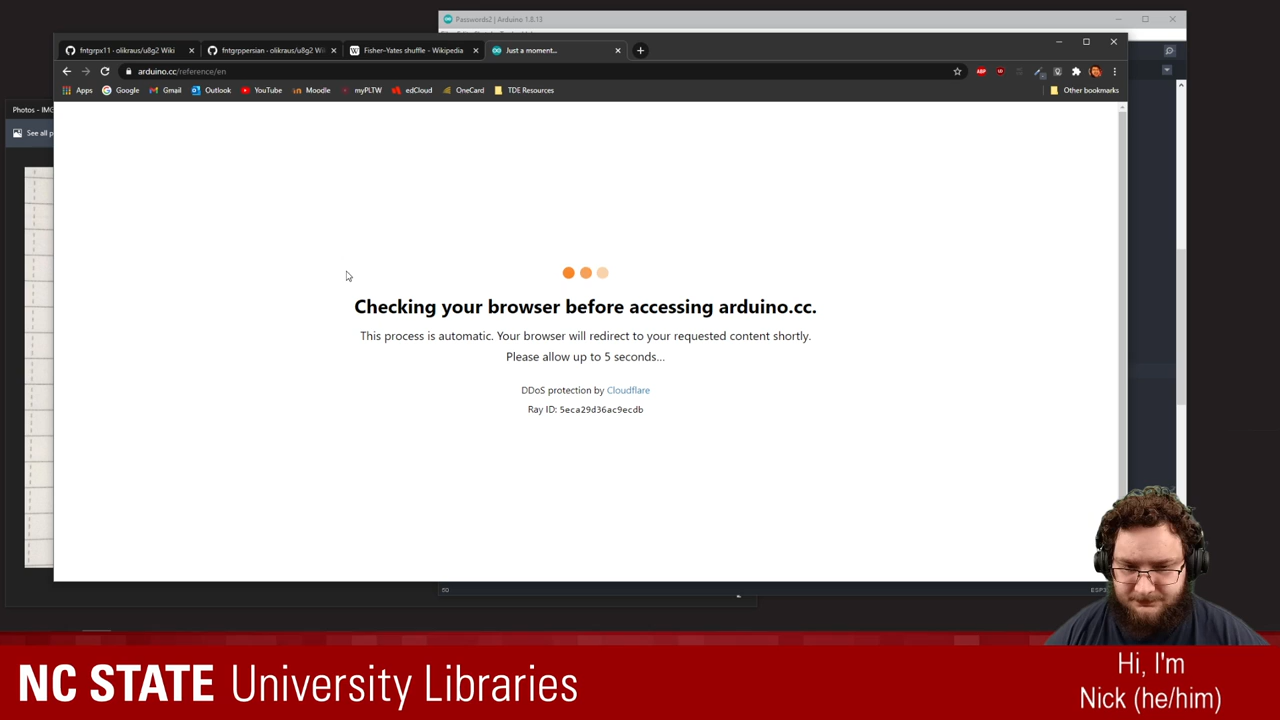 Passwords2 | Arduino 1.8.13
fntgrpx11 · olikraus/u8g2 Wiki
fntgrppersian · olikraus/u8g2 W
Fisher–Yates shuffle - Wikipedia
Just a moment...
arduino.cc/reference/en
Apps
Google
Gmail
Outlook
YouTube
Moodle
myPLTW
edCloud
OneCard
TDE Resources
Other bookmarks
Photos - IMG
See all p
Checking your browser before accessing arduino.cc.
This process is automatic. Your browser will redirect to your requested content shortly.
Please allow up to 5 seconds...
DDoS protection by Cloudflare
Ray ID: 5eca29d36ac9ecdb
NC STATE University Libraries
Hi, I'm
Nick (he/him)